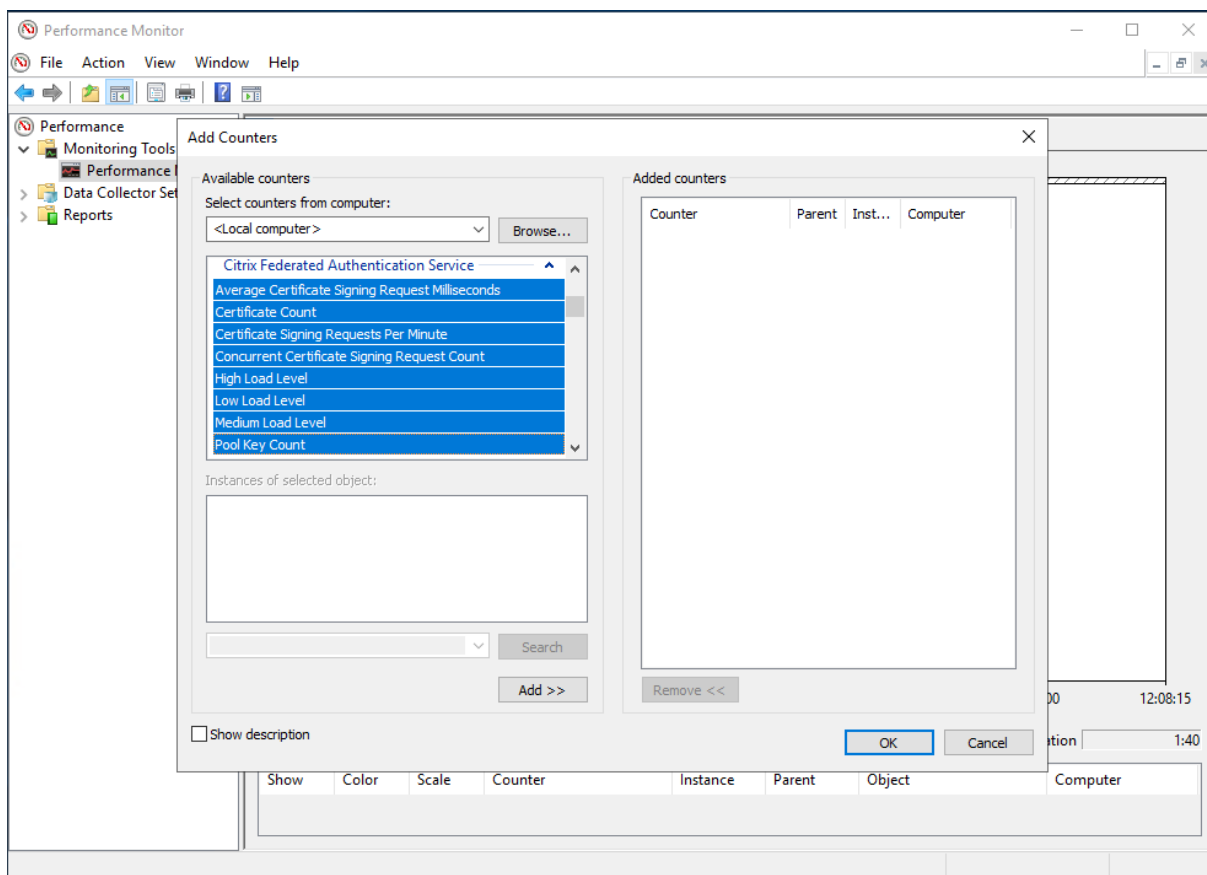 Performance Monitor
File Action View Window Help
Performance
Monitoring Tools
Performance
Data Collector Set
Reports
Add Counters
Available counters
Select counters from computer:
<Local computer>
Browse...
Citrix Federated Authentication Service
Average Certificate Signing Request Milliseconds
Certificate Count
Certificate Signing Requests Per Minute
Concurrent Certificate Signing Request Count
High Load Level
Low Load Level
Medium Load Level
Pool Key Count
Instances of selected object:
Search
Add >>
Show description
Added counters
Counter Parent Inst... Computer
Remove <<
OK Cancel
00 12:08:15
ation 1:40
Show Color Scale Counter Instance Parent Object Computer